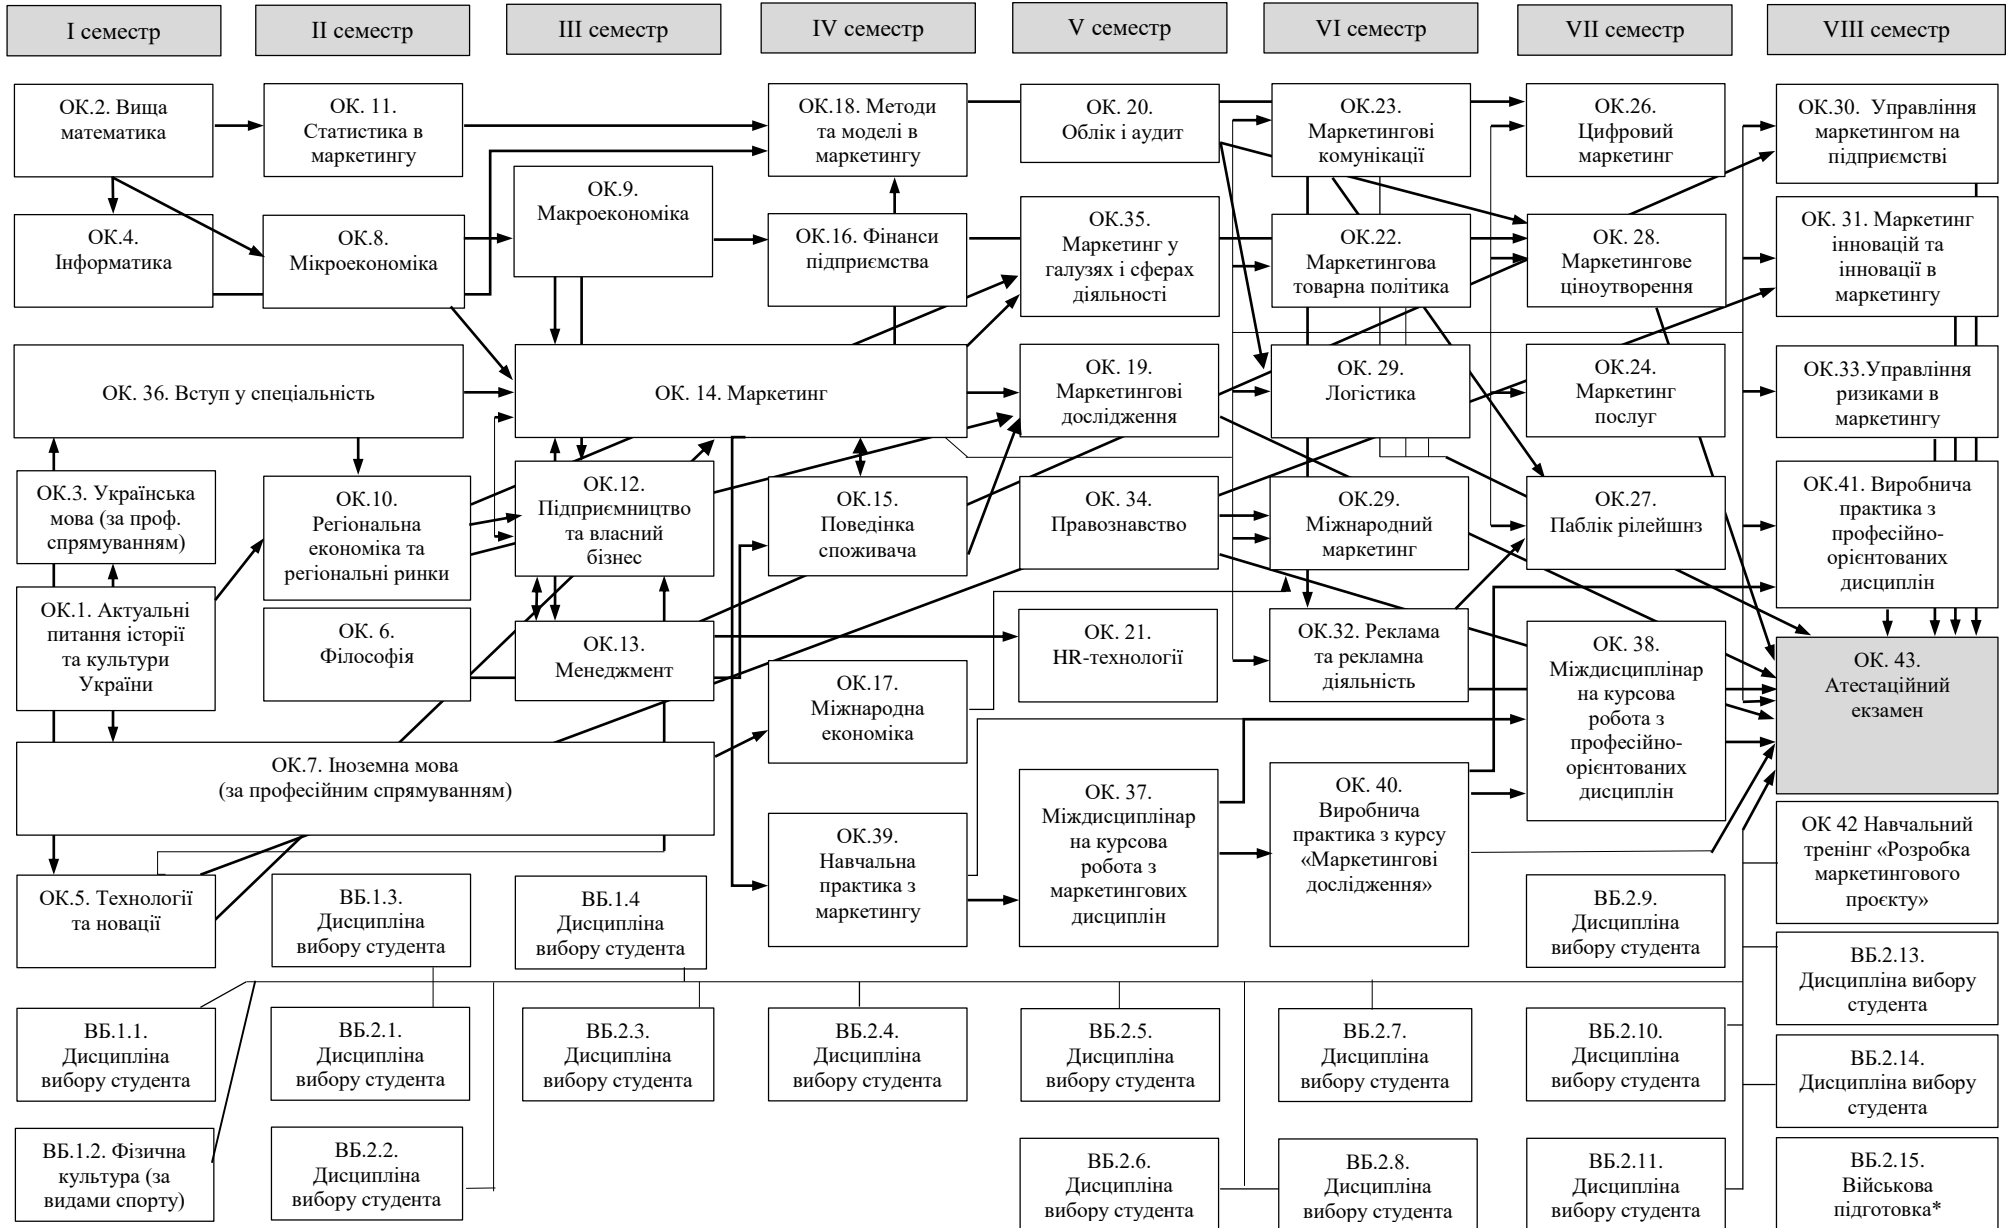 І семестр
ІІ семестр
ІІІ семестр
IV семестр
V семестр
VI семестр
VII семестр
VIII семестр
ОК.2. Вища
математика
ОК. 11.
Статистика в
маркетингу
ОК.18. Методи
та моделі в
маркетингу
ОК. 20.
Облік і аудит
ОК.23.
Маркетингові
комунікації
ОК.26.
Цифровий
маркетинг
ОК.30. Управління
маркетингом на
підприємстві
ОК.4.
Інформатика
ОК.8.
Мікроекономіка
ОК.9.
Макроекономіка
ОК.16. Фінанси
підприємства
ОК.35.
Маркетинг у
галузях і сферах
діяльності
ОК.22.
Маркетингова
товарна політика
ОК. 28.
Маркетингове
ціноутворення
ОК. 31. Маркетинг
інновацій та
інновації в
маркетингу
ОК. 36. Вступ у спеціальність
ОК. 14. Маркетинг
ОК. 19.
Маркетингові
дослідження
ОК. 29.
Логістика
ОК.24.
Маркетинг
послуг
ОК.33.Управління
ризиками в
маркетингу
ОК.3. Українська
мова (за проф.
спрямуванням)
ОК.10.
Регіональна
економіка та
регіональні ринки
ОК.12.
Підприємництво
та власний
бізнес
ОК.15.
Поведінка
споживача
ОК. 34.
Правознавство
ОК.29.
Міжнародний
маркетинг
ОК.27.
Паблік рілейшнз
ОК.41. Виробнича
практика з
професійно-
орієнтованих
дисциплін
ОК.1. Актуальні
питання історії
та культури
України
ОК. 6.
Філософія
ОК.13.
Менеджмент
ОК.17.
Міжнародна
економіка
ОК. 21.
HR-технології
ОК.32. Реклама
та рекламна
діяльність
ОК. 38.
Міждисциплінар
на курсова
робота з
професійно-
орієнтованих
дисциплін
ОК. 43.
Атестаційний
екзамен
ОК.7. Іноземна мова
(за професійним спрямуванням)
ОК.39.
Навчальна
практика з
маркетингу
ОК. 37.
Міждисциплінар
на курсова
робота з
маркетингових
дисциплін
ОК. 40.
Виробнича
практика з курсу
«Маркетингові
дослідження»
ОК 42 Навчальний
тренінг «Розробка
маркетингового
проєкту»
ОК.5. Технології
та новації
ВБ.1.3.
Дисципліна
вибору студента
ВБ.1.4
Дисципліна
вибору студента
ВБ.2.9.
Дисципліна
вибору студента
ВБ.2.13.
Дисципліна вибору
студента
ВБ.1.1.
Дисципліна
вибору студента
ВБ.2.1.
Дисципліна
вибору студента
ВБ.2.3.
Дисципліна
вибору студента
ВБ.2.4.
Дисципліна
вибору студента
ВБ.2.5.
Дисципліна
вибору студента
ВБ.2.7.
Дисципліна
вибору студента
ВБ.2.10.
Дисципліна
вибору студента
ВБ.2.14.
Дисципліна вибору
студента
ВБ.1.2. Фізична
культура (за
видами спорту)
ВБ.2.2.
Дисципліна
вибору студента
ВБ.2.6.
Дисципліна
вибору студента
ВБ.2.8.
Дисципліна
вибору студента
ВБ.2.11.
Дисципліна
вибору студента
ВБ.2.15.
Військова
підготовка*